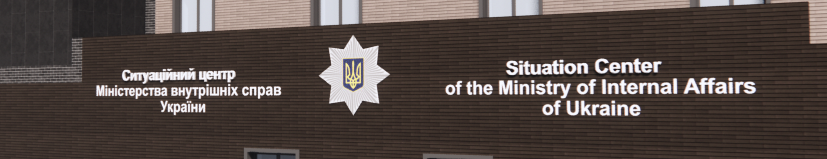 Ситуаційний центр
Міністерства внутрішніх справ
України
Situation Center
of the Ministry of Internal Affairs
of Ukraine